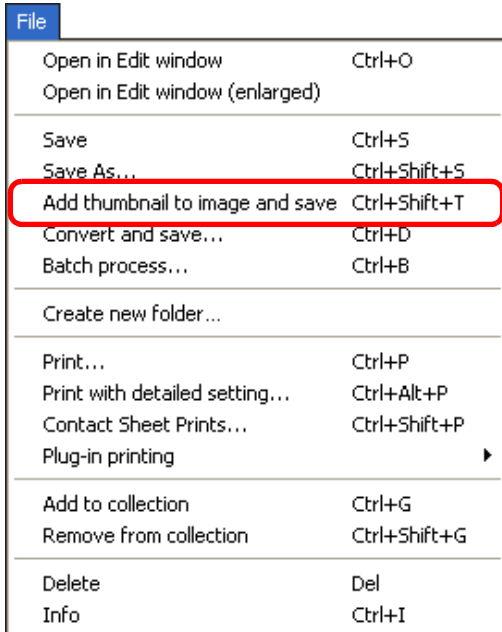 File
Open in Edit window Ctrl+O
Open in Edit window (enlarged)
Save Ctrl+S
Save As... Ctrl+Shift+S
Add thumbnail to image and save Ctrl+Shift+T
Convert and save... Ctrl+D
Batch process... Ctrl+B
Create new folder...
Print... Ctrl+P
Print with detailed setting... Ctrl+Alt+P
Contact Sheet Prints... Ctrl+Shift+P
Plug-in printing
Add to collection Ctrl+G
Remove from collection Ctrl+Shift+G
Delete Del
Info Ctrl+I